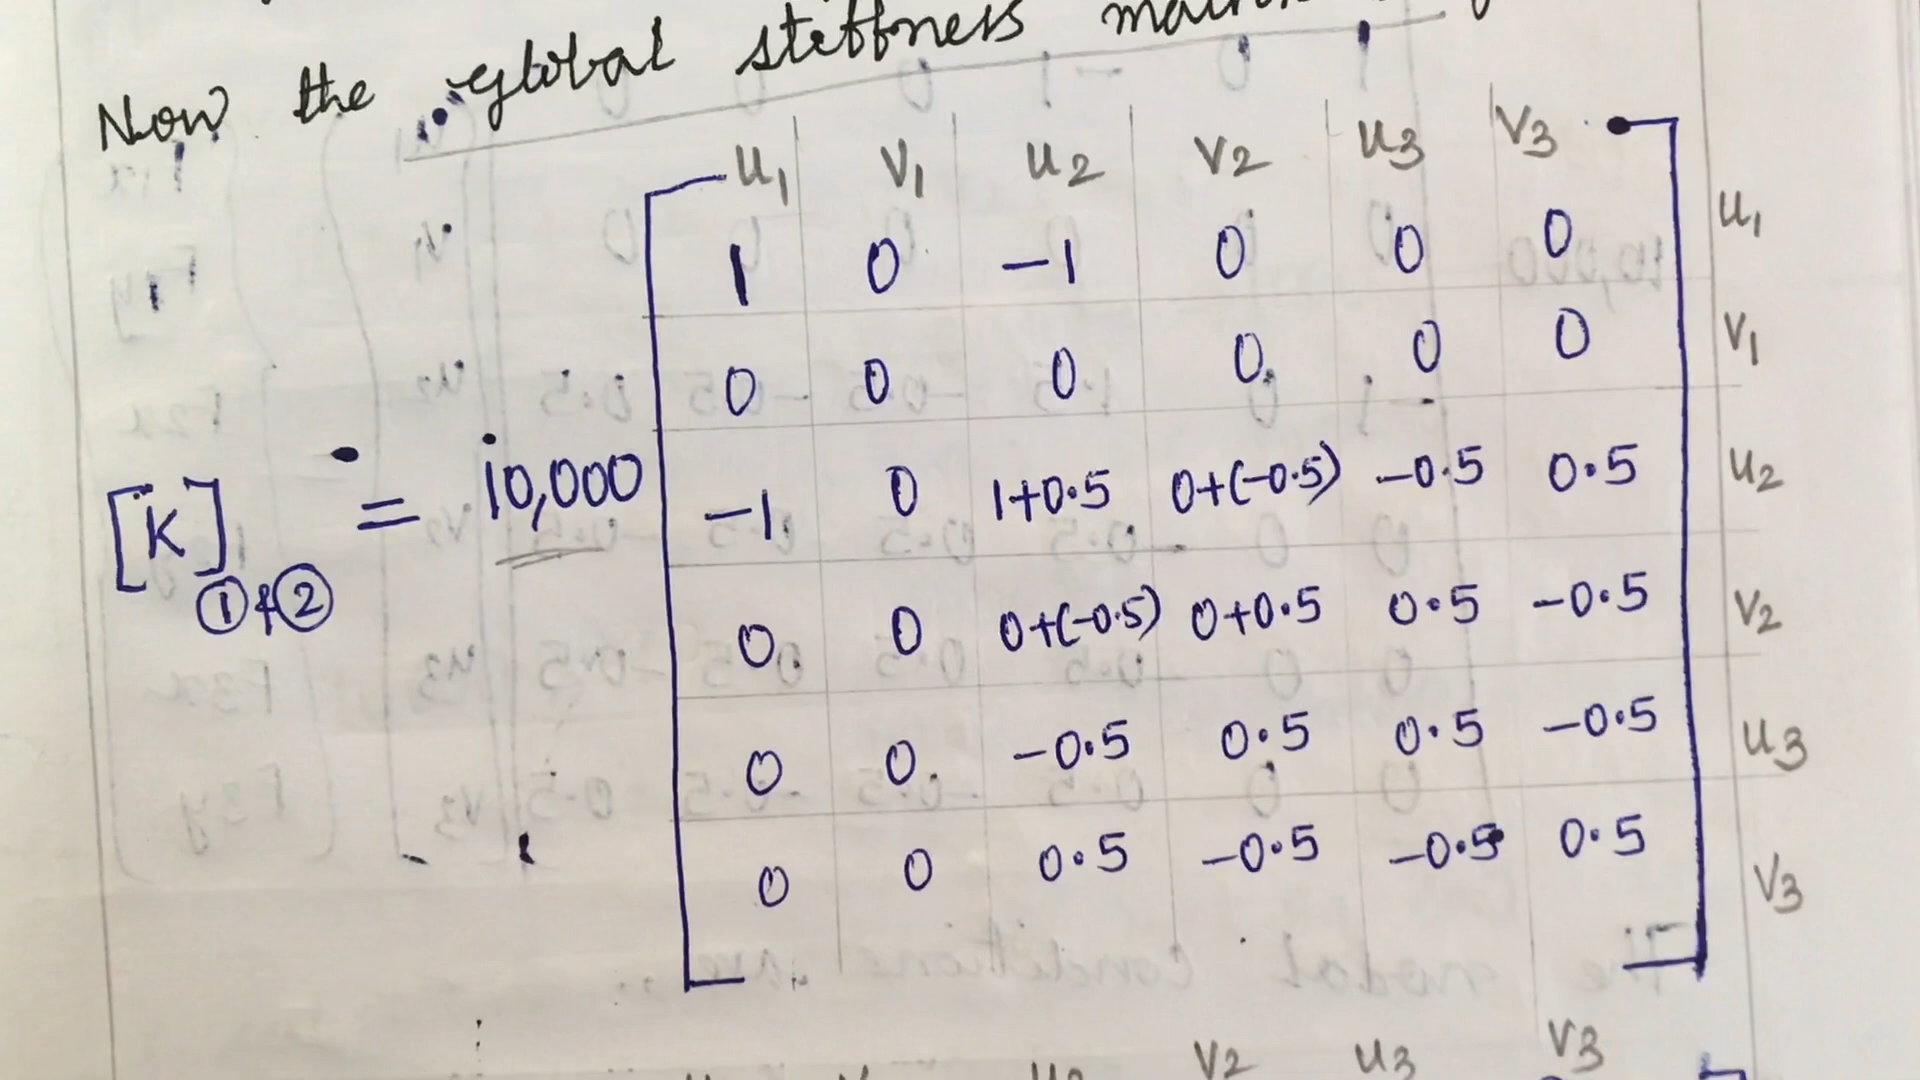 Now the global stiffness
u1 v1 u2 v2 u3 v3
1 0 -1 0 0 0 u1
0 0 0 0 0 0 v1
-1 0 1+0.5 0+(-0.5) -0.5 0.5 u2
[K]①&② = 10,000
0 0 0+(-0.5) 0+0.5 0.5 -0.5 v2
0 0 -0.5 0.5 0.5 -0.5 u3
0 0 0.5 -0.5 -0.5 0.5 v3
u2 v2 u3 v3